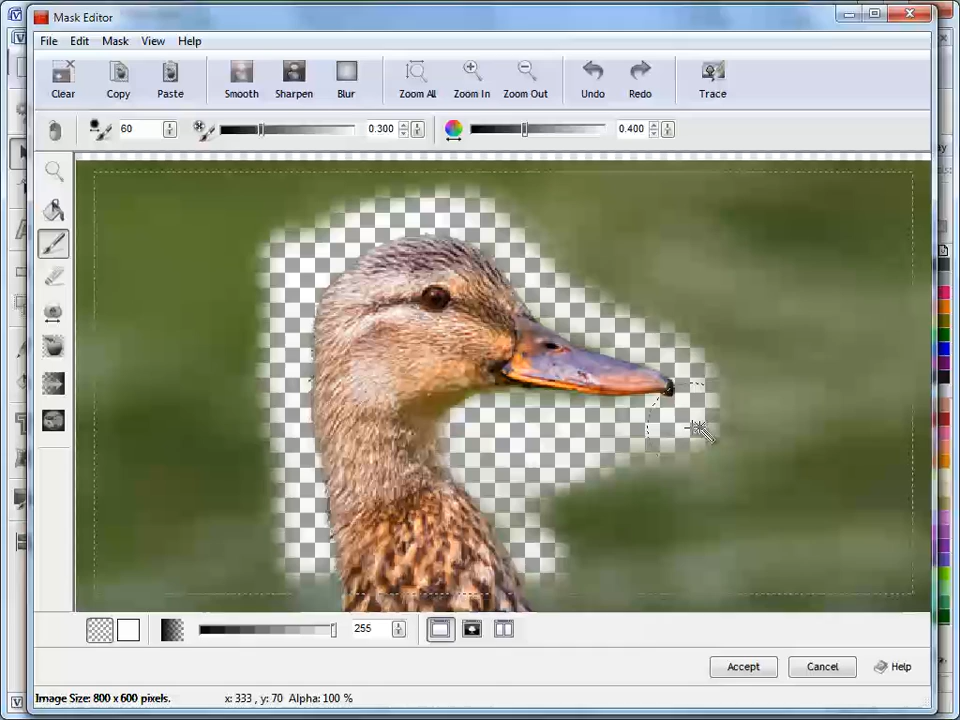 Mask Editor
File Edit Mask View Help
Clear Copy Paste Smooth Sharpen Blur Zoom All Zoom In Zoom Out Undo Redo Trace
60 0.300 0.400
255
Accept Cancel Help
Image Size: 800 x 600 pixels. x: 333 , y: 70 Alpha: 100 %